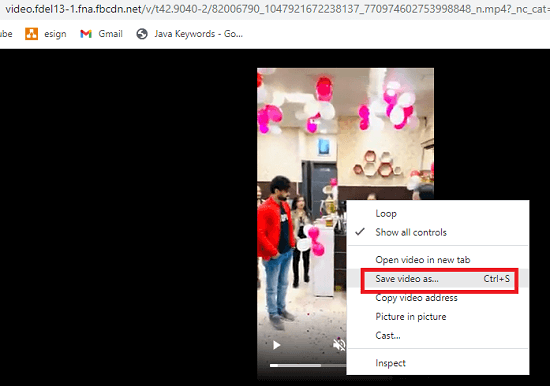 video.fdel13-1.fna.fbcdn.net/v/t42.9040-2/82006790_1047921672238137_770974602753998848_n.mp4?_nc_cat=
ube esign Gmail Java Keywords - Go...
Loop
Show all controls
Open video in new tab
Save video as... Ctrl+S
Copy video address
Picture in picture
Cast...
Inspect